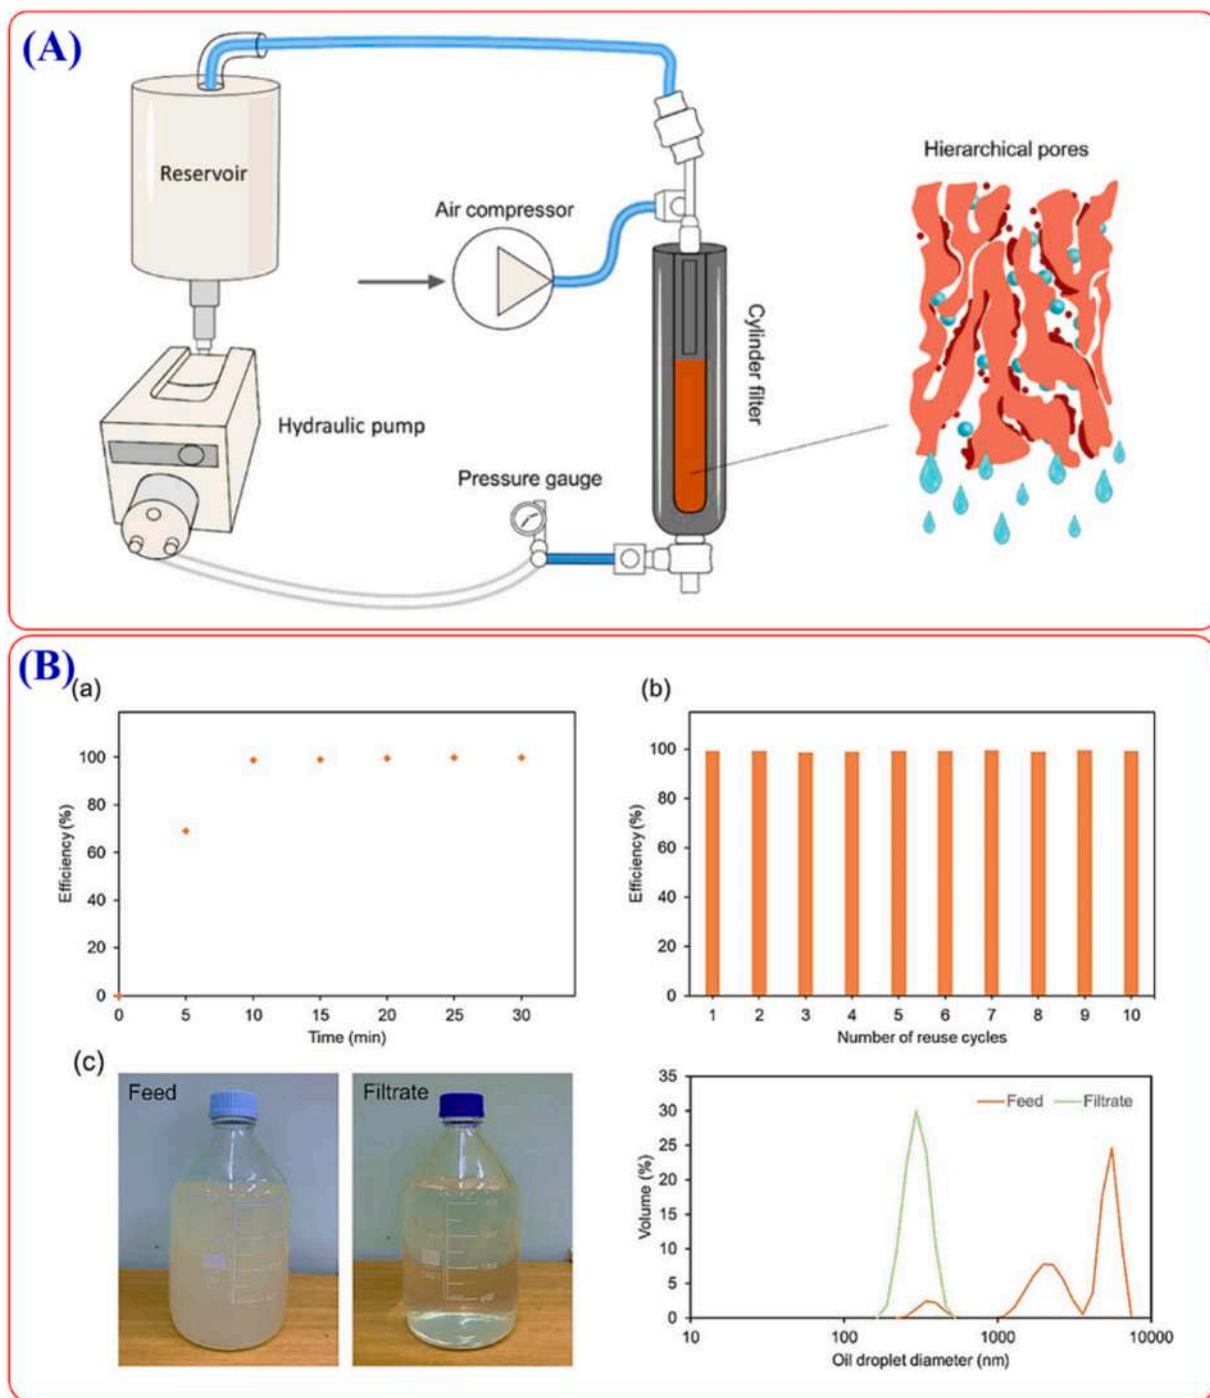 (A)
Reservoir
Air compressor
Hierarchical pores
Cylinder filter
Hydraulic pump
Pressure gauge
(B)
(a)
100
80
60
40
20
0
Efficiency (%)
0 5 10 15 20 25 30
Time (min)
(b)
100
80
60
40
20
0
Efficiency (%)
1 2 3 4 5 6 7 8 9 10
Number of reuse cycles
(c)
Feed
Filtrate
35
30
25
20
15
10
5
0
Volume (%)
Feed Filtrate
10 100 1000 10000
Oil droplet diameter (nm)